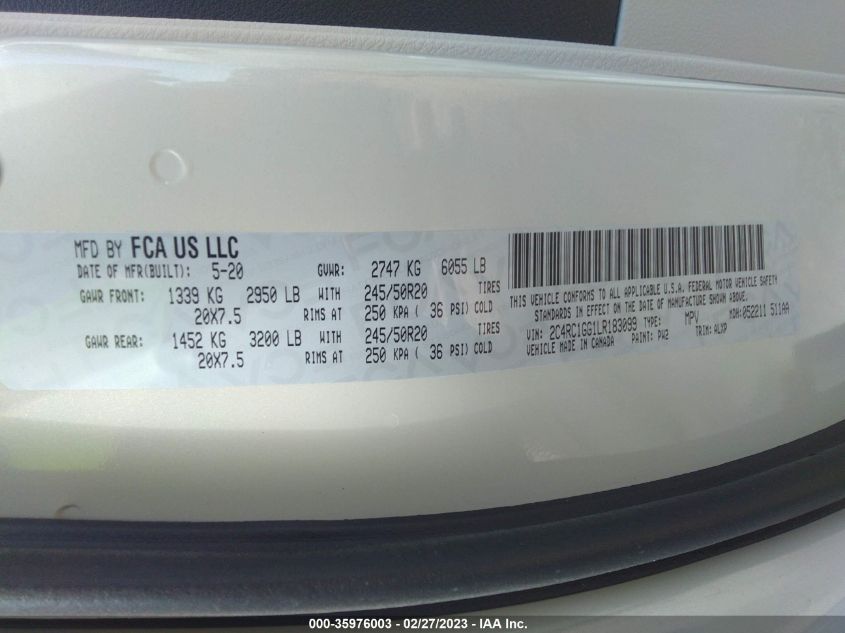 MFD BY FCA US LLC
DATE OF MFR(BUILT): 5-20 GVWR: 2747 KG 6055 LB
GAWR FRONT: 1339 KG 2950 LB WITH 245/50R20 TIRES
20X7.5 RIMS AT 250 KPA ( 36 PSI) COLD
GAWR REAR: 1452 KG 3200 LB WITH 245/50R20 TIRES
20X7.5 RIMS AT 250 KPA ( 36 PSI) COLD
THIS VEHICLE CONFORMS TO ALL APPLICABLE U.S.A. FEDERAL MOTOR VEHICLE SAFETY
STANDARDS IN EFFECT ON THE DATE OF MANUFACTURE SHOWN ABOVE.
VIN: 2C4RC1GG1LR183099 TYPE: MPV MDH: 052211 511AA
VEHICLE MADE IN CANADA PAINT: PW2 TRIM: ALXP
000-35976003 - 02/27/2023 - IAA Inc.